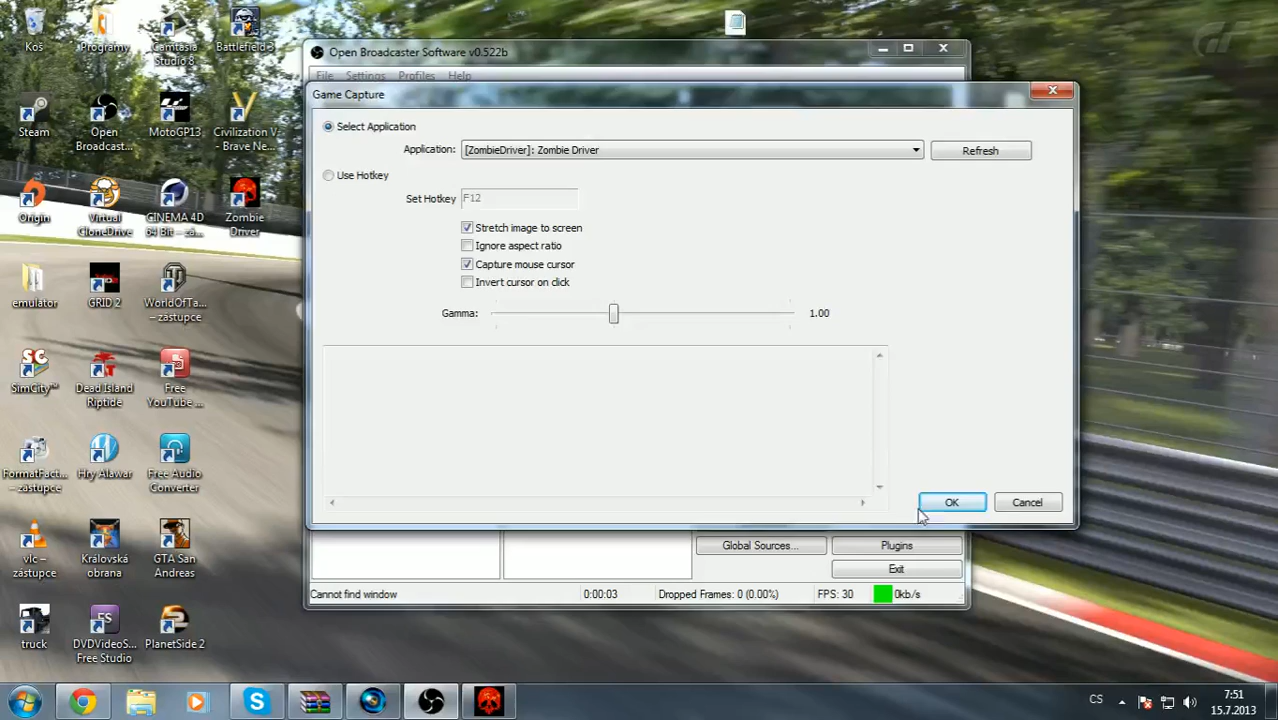 Koš
Programy
Camtasia
Studio 8
Battlefield 3
Steam
Open
Broadcast...
MotoGP13
Civilization V
- Brave Ne...
Origin
Virtual
CloneDrive
CINEMA 4D
64 Bit – zá...
Zombie
Driver
emulator
GRID 2
WorldOfTa...
– zástupce
SimCity™
Dead Island
Riptide
Free
YouTube ...
FormatFact...
– zástupce
Hry Alawar
Free Audio
Converter
vlc –
zástupce
Královská
obrana
GTA San
Andreas
truck
DVDVideoS...
Free Studio
PlanetSide 2
Open Broadcaster Software v0.522b
File Settings Profiles Help
Game Capture
Select Application
Application: [ZombieDriver]: Zombie Driver Refresh
Use Hotkey
Set Hotkey F12
Stretch image to screen
Ignore aspect ratio
Capture mouse cursor
Invert cursor on click
Gamma: 1.00
OK Cancel
Global Sources... Plugins
Exit
Cannot find window 0:00:03 Dropped Frames: 0 (0.00%) FPS: 30 0kb/s
CS
7:51
15.7.2013